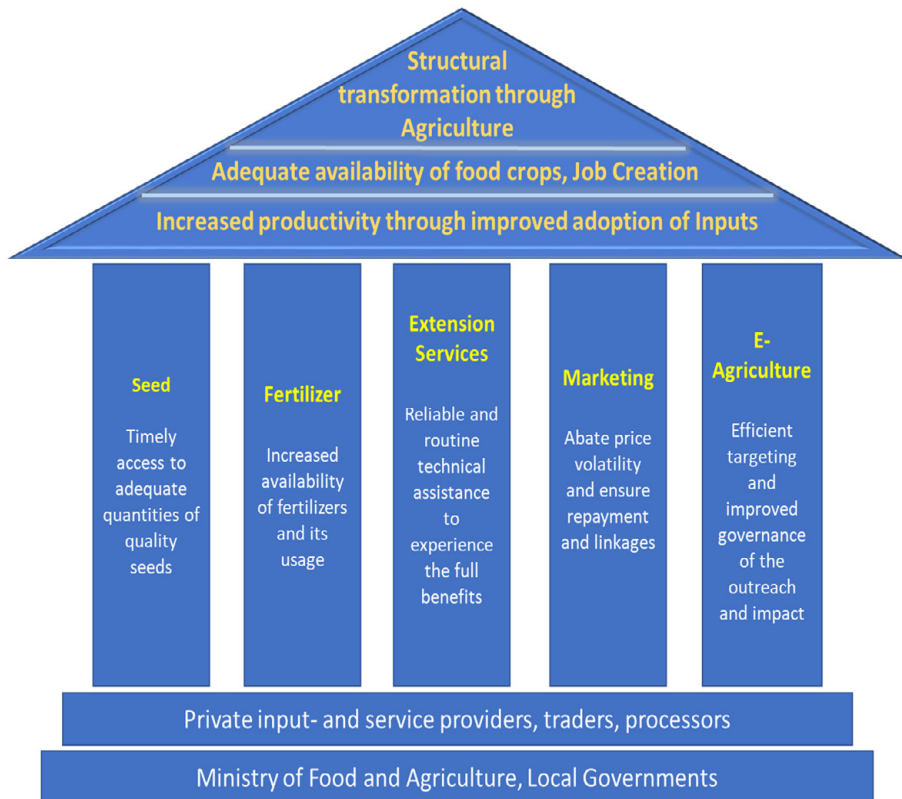 Structural
transformation through
Agriculture
Adequate availability of food crops, Job Creation
Increased productivity through improved adoption of Inputs
Seed
Timely
access to
adequate
quantities of
quality
seeds
Fertilizer
Increased
availability
of fertilizers
and its
usage
Extension
Services
Reliable and
routine
technical
assistance
to
experience
the full
benefits
Marketing
Abate price
volatility
and ensure
repayment
and linkages
E-
Agriculture
Efficient
targeting
and
improved
governance
of the
outreach
and impact
Private input- and service providers, traders, processors
Ministry of Food and Agriculture, Local Governments